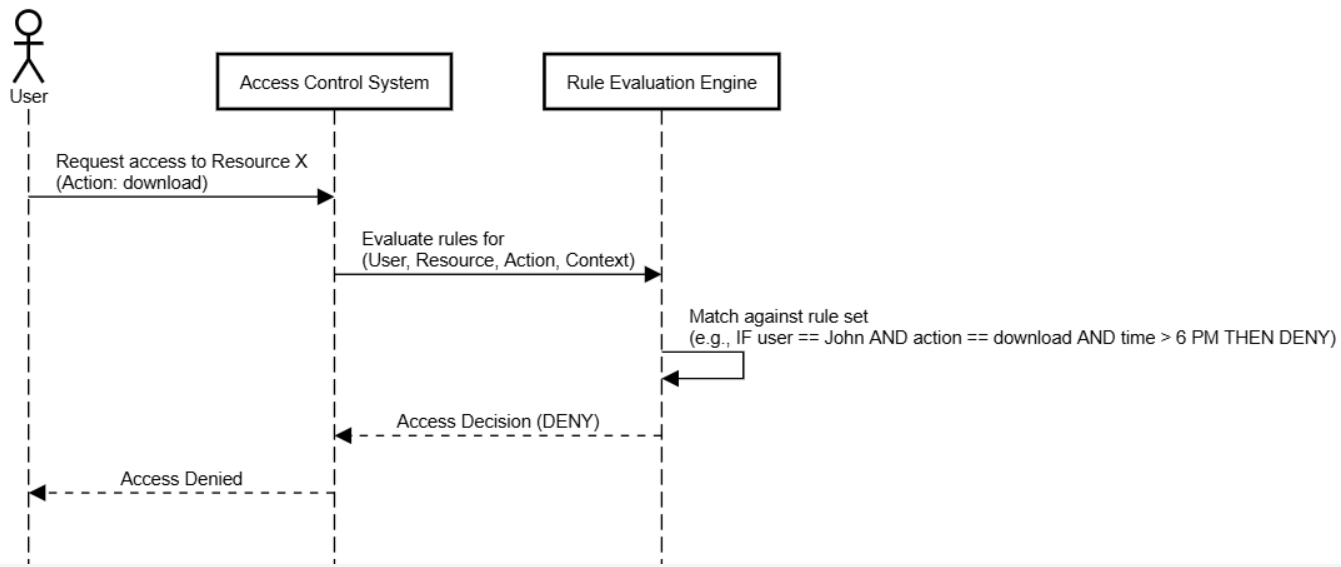 User
Access Control System
Rule Evaluation Engine
Request access to Resource X
(Action: download)
Evaluate rules for
(User, Resource, Action, Context)
Match against rule set
(e.g., IF user == John AND action == download AND time > 6 PM THEN DENY)
Access Decision (DENY)
Access Denied